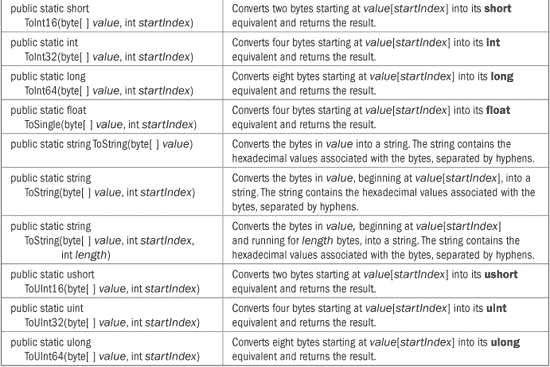 public static short
ToInt16(byte[ ] value, int startIndex)
Converts two bytes starting at value[startIndex] into its short
equivalent and returns the result.
public static int
ToInt32(byte[ ] value, int startIndex)
Converts four bytes starting at value[startIndex] into its int
equivalent and returns the result.
public static long
ToInt64(byte[ ] value, int startIndex)
Converts eight bytes starting at value[startIndex] into its long
equivalent and returns the result.
public static float
ToSingle(byte[ ] value, int startIndex)
Converts four bytes starting at value[startIndex] into its float
equivalent and returns the result.
public static string ToString(byte[ ] value)
Converts the bytes in value into a string. The string contains the
hexadecimal values associated with the bytes, separated by hyphens.
public static string
ToString(byte[ ] value, int startIndex)
Converts the bytes in value, beginning at value[startIndex], into a
string. The string contains the hexadecimal values associated with the
bytes, separated by hyphens.
public static string
ToString(byte[ ] value, int startIndex,
int length)
Converts the bytes in value, beginning at value[startIndex]
and running for length bytes, into a string. The string contains the
hexadecimal values associated with the bytes, separated by hyphens.
public static ushort
ToUInt16(byte[ ] value, int startIndex)
Converts two bytes starting at value[startIndex] into its ushort
equivalent and returns the result.
public static uint
ToUInt32(byte[ ] value, int startIndex)
Converts four bytes starting at value[startIndex] into its uint
equivalent and returns the result.
public static ulong
ToUInt64(byte[ ] value, int startIndex)
Converts eight bytes starting at value[startIndex] into its ulong
equivalent and returns the result.